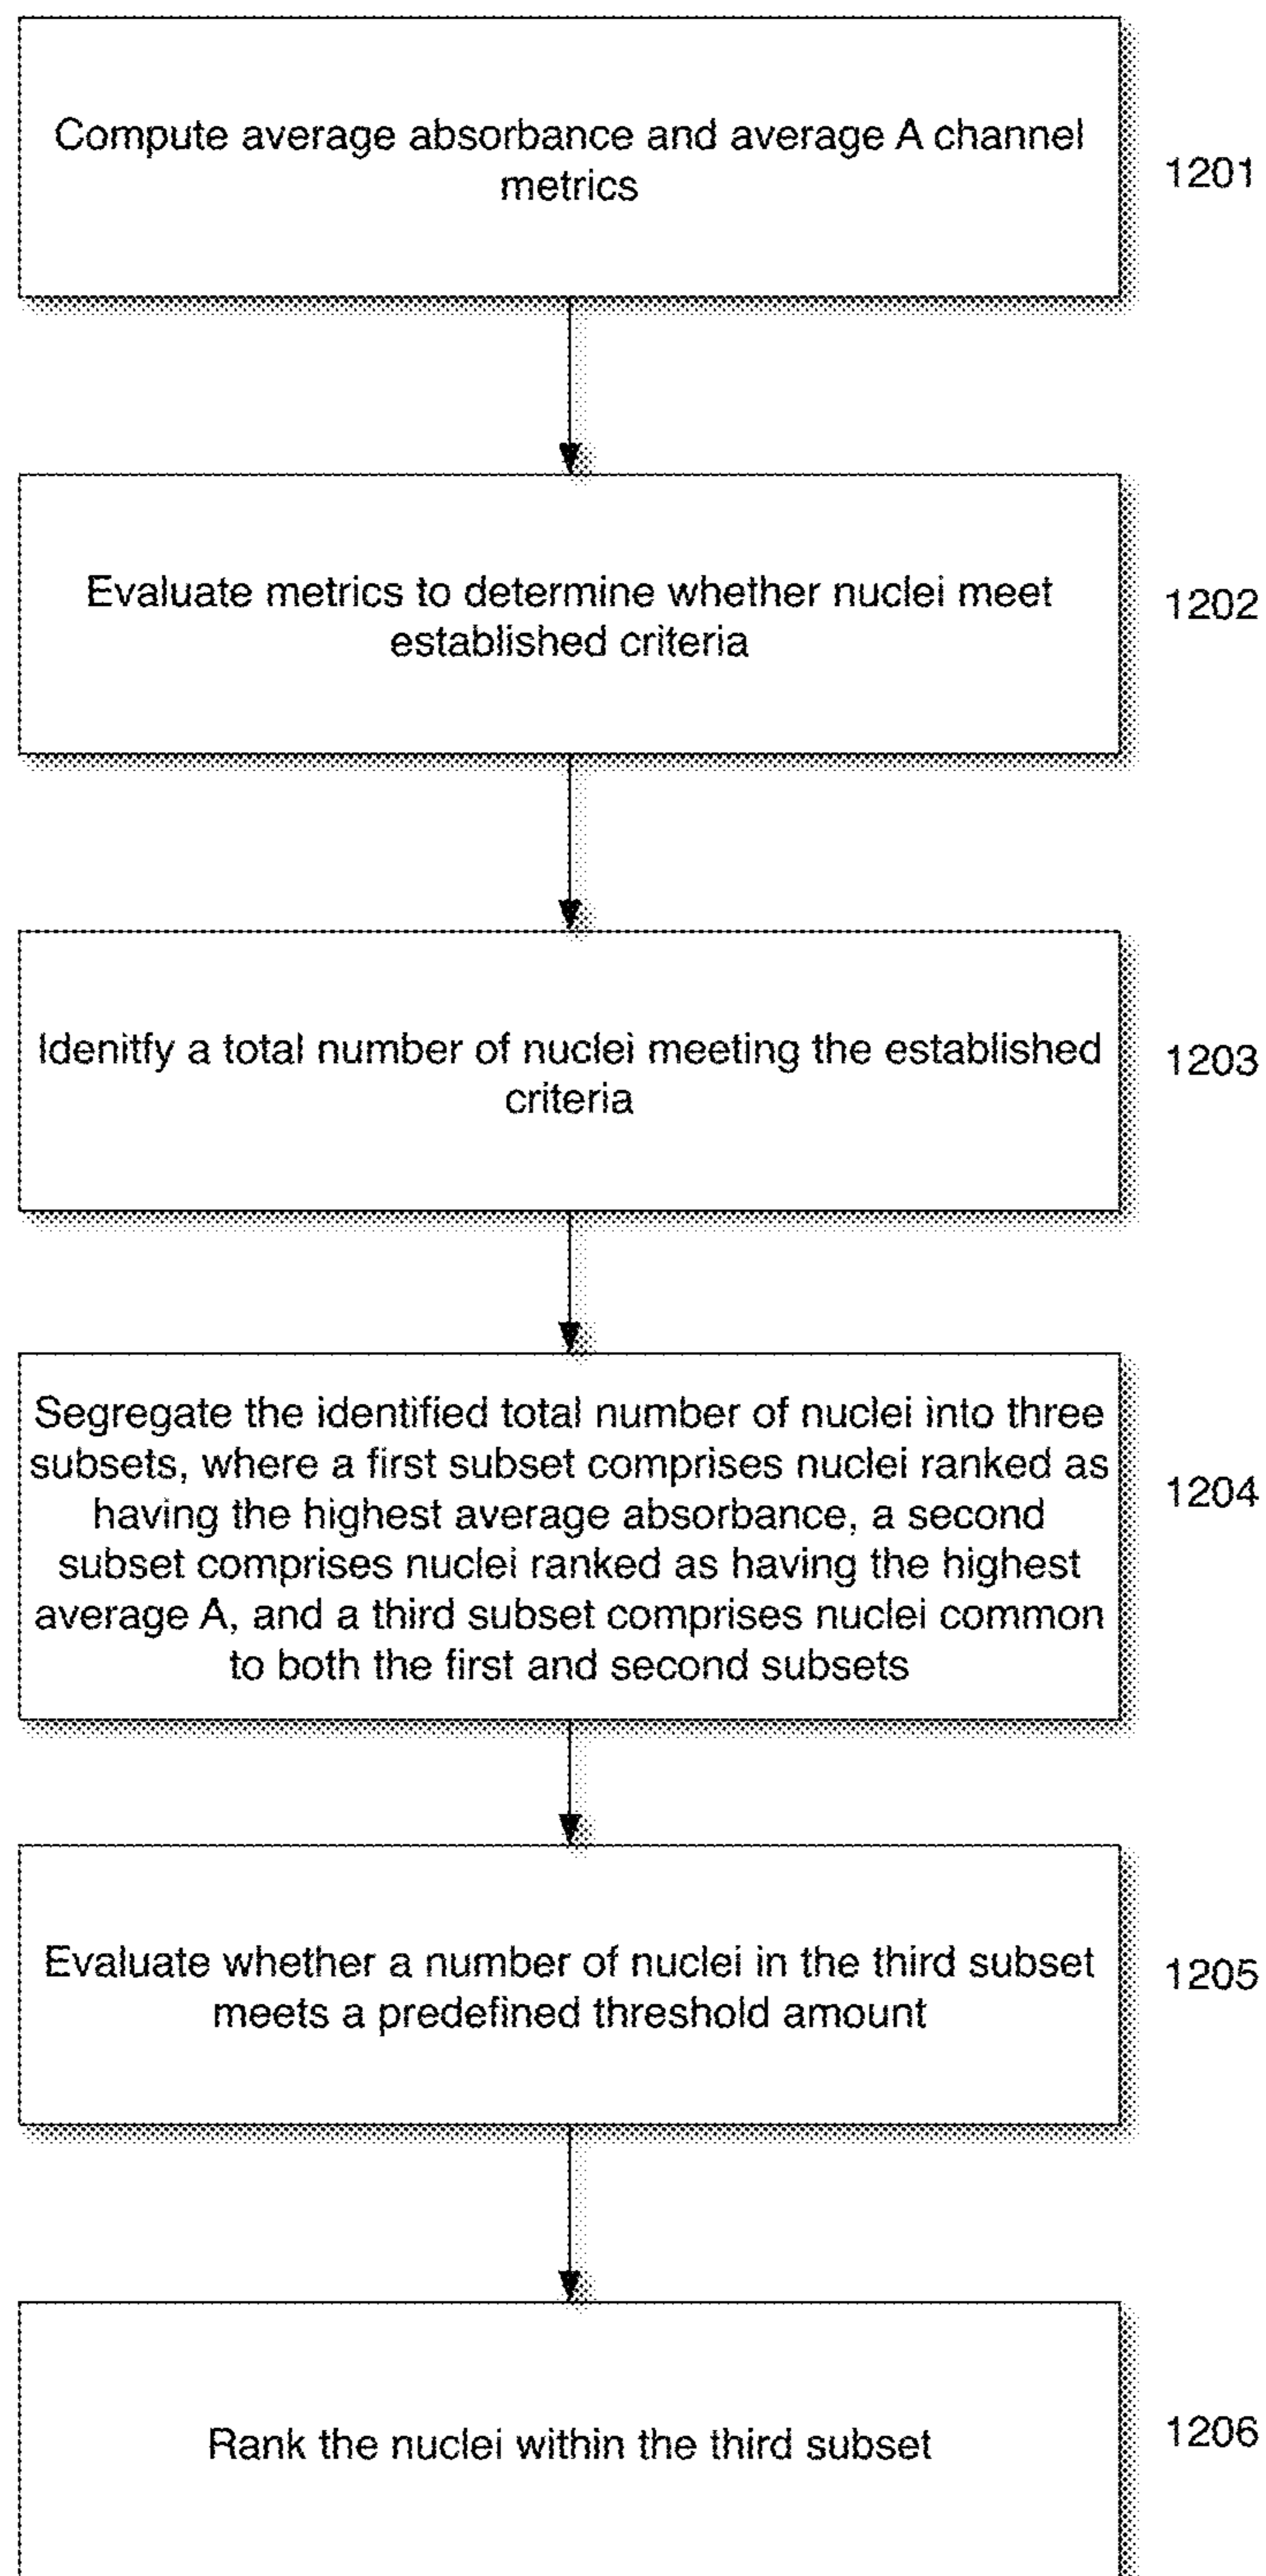 Compute average absorbance and average A channel
metrics
1201
Evaluate metrics to determine whether nuclei meet
established criteria
1202
Idenitfy a total number of nuclei meeting the established
criteria
1203
Segregate the identified total number of nuclei into three
subsets, where a first subset comprises nuclei ranked as
having the highest average absorbance, a second
subset comprises nuclei ranked as having the highest
average A, and a third subset comprises nuclei common
to both the first and second subsets
1204
Evaluate whether a number of nuclei in the third subset
meets a predefined threshold amount
1205
Rank the nuclei within the third subset
1206